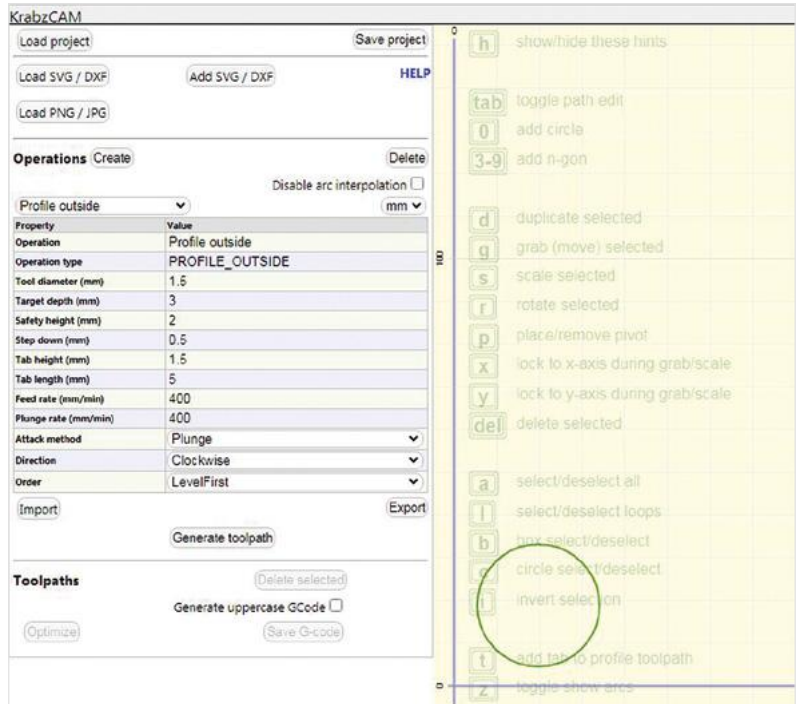 KrabzCAM
Load project Save project
Load SVG / DXF Add SVG / DXF HELP
Load PNG / JPG
Operations Create Delete
Disable arc interpolation
Profile outside mm
Property Value
Operation Profile outside
Operation type PROFILE_OUTSIDE
Tool diameter (mm) 1.5
Target depth (mm) 3
Safety height (mm) 2
Step down (mm) 0.5
Tab height (mm) 1.5
Tab length (mm) 5
Feed rate (mm/min) 400
Plunge rate (mm/min) 400
Attack method Plunge
Direction Clockwise
Order LevelFirst
Import Export
Generate toolpath
Toolpaths Delete selected
Generate uppercase GCode
Optimize Save G-code
0
100
0
h show/hide these hints
tab toggle path edit
0 add circle
3-9 add n-gon
d duplicate selected
g grab (move) selected
s scale selected
r rotate selected
p place/remove pivot
x lock to x-axis during grab/scale
y lock to y-axis during grab/scale
del delete selected
a select/deselect all
l select/deselect loops
b box select/deselect
c circle select/deselect
i invert selection
t add tab to profile toolpath
z toggle show arcs